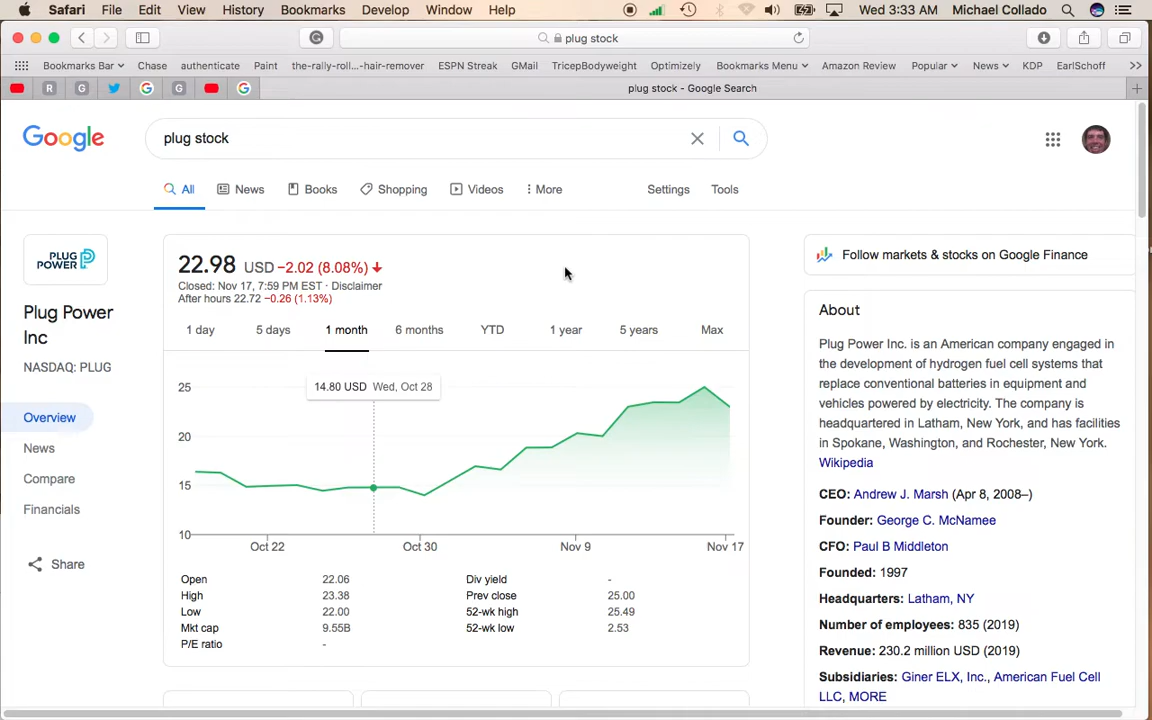 Safari File Edit View History Bookmarks Develop Window Help Wed 3:33 AM Michael Collado
plug stock
Bookmarks Bar Chase authenticate Paint the-rally-roll...-hair-remover ESPN Streak GMail TricepBodyweight Optimizely Bookmarks Menu Amazon Review Popular News KDP EarlSchoff
R G G G G plug stock - Google Search
Google plug stock
All News Books Shopping Videos More Settings Tools
PLUG
POWER
Plug Power
Inc
NASDAQ: PLUG
Overview
News
Compare
Financials
Share
22.98 USD −2.02 (8.08%)
Closed: Nov 17, 7:59 PM EST · Disclaimer
After hours 22.72 −0.26 (1.13%)
1 day 5 days 1 month 6 months YTD 1 year 5 years Max
14.80 USD Wed, Oct 28
25
20
15
10
Oct 22 Oct 30 Nov 9 Nov 17
Open 22.06 Div yield -
High 23.38 Prev close 25.00
Low 22.00 52-wk high 25.49
Mkt cap 9.55B 52-wk low 2.53
P/E ratio -
Follow markets & stocks on Google Finance
About
Plug Power Inc. is an American company engaged in
the development of hydrogen fuel cell systems that
replace conventional batteries in equipment and
vehicles powered by electricity. The company is
headquartered in Latham, New York, and has facilities
in Spokane, Washington, and Rochester, New York.
Wikipedia
CEO: Andrew J. Marsh (Apr 8, 2008–)
Founder: George C. McNamee
CFO: Paul B Middleton
Founded: 1997
Headquarters: Latham, NY
Number of employees: 835 (2019)
Revenue: 230.2 million USD (2019)
Subsidiaries: Giner ELX, Inc., American Fuel Cell
LLC, MORE